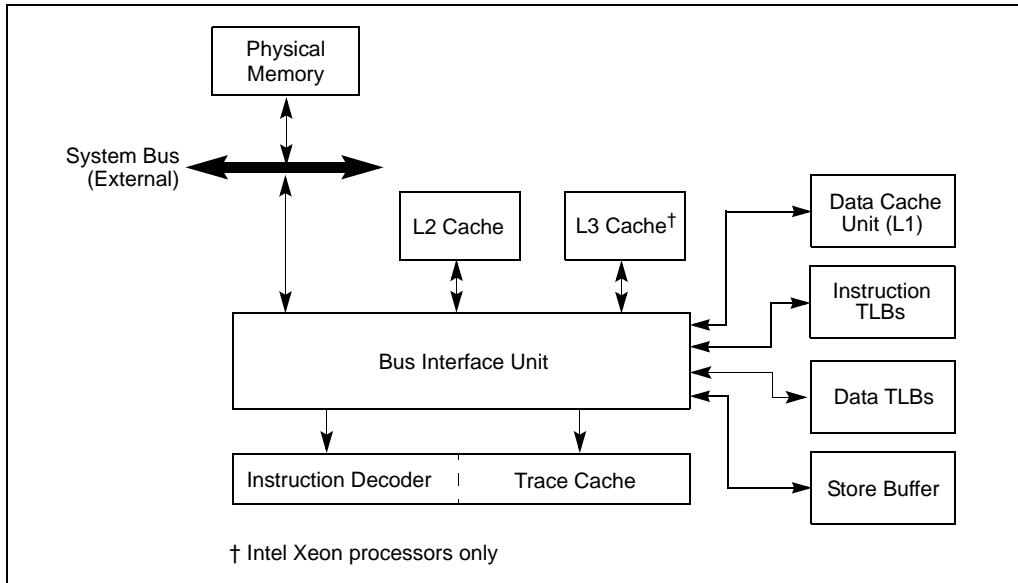 Physical
Memory
System Bus
(External)
L2 Cache
L3 Cache†
Data Cache
Unit (L1)
Instruction
TLBs
Bus Interface Unit
Data TLBs
Instruction Decoder
Trace Cache
Store Buffer
† Intel Xeon processors only